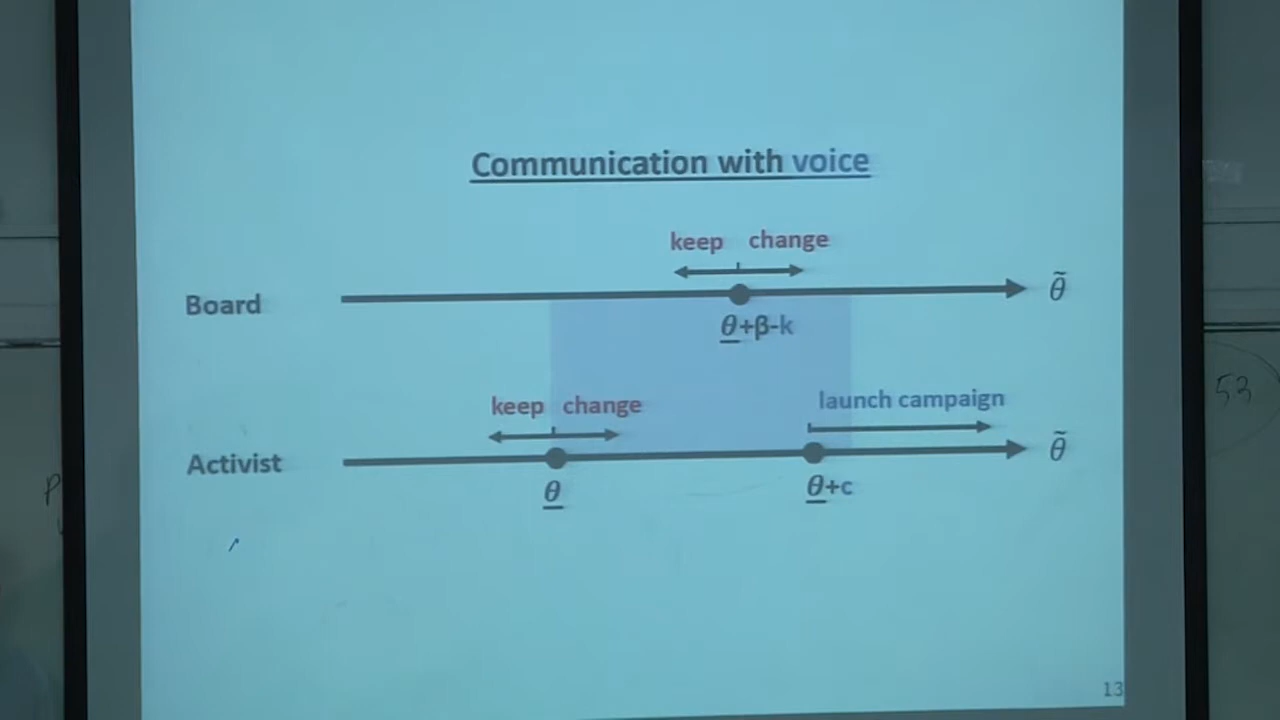 Communication with voice
keep change
Board
θ̃
θ+β-k
keep change
launch campaign
Activist
θ̃
θ
θ+c
13
53